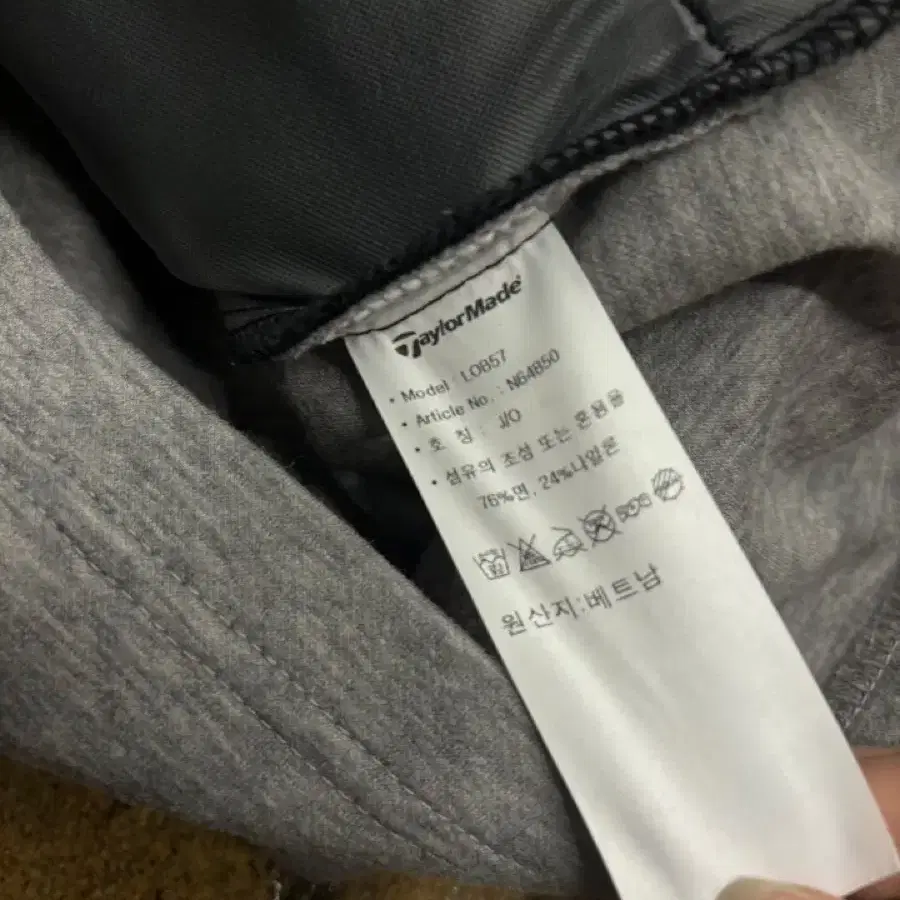 TaylorMade
• Model : LOB57
• Article No. : N64850
• 호 칭 : J/O
• 섬유의 조성 또는 혼용율
76%면, 24%나일론
원산지:베트남